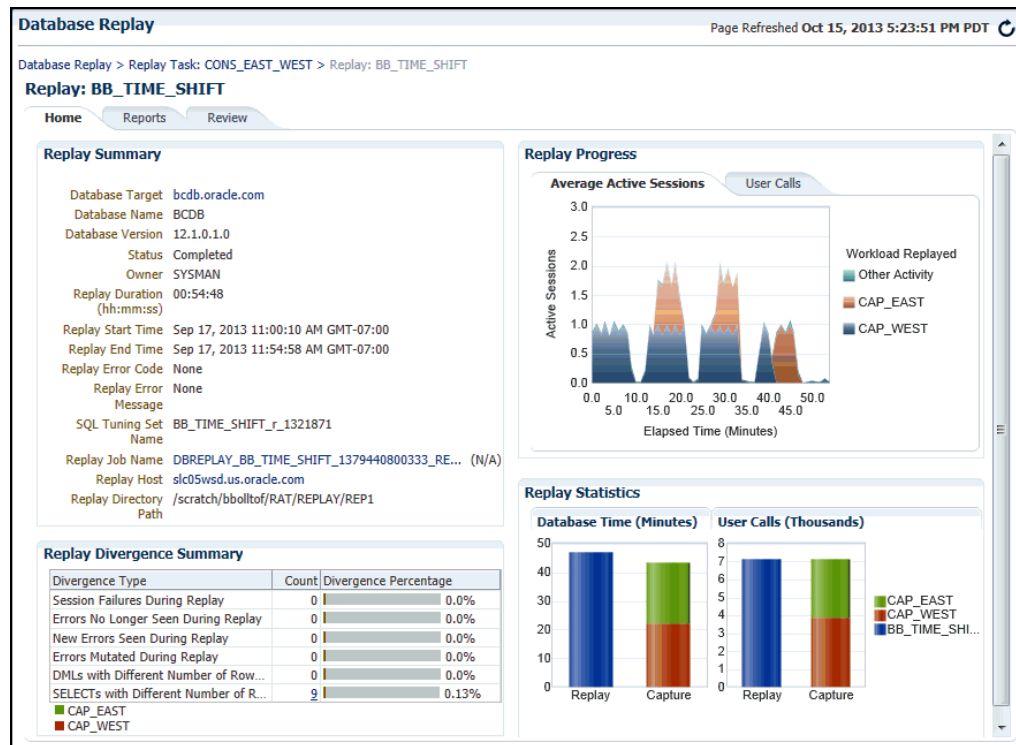 Database Replay
Page Refreshed Oct 15, 2013 5:23:51 PM PDT
Database Replay > Replay Task: CONS_EAST_WEST > Replay: BB_TIME_SHIFT
Replay: BB_TIME_SHIFT
Home Reports Review
Replay Summary
Database Target bcdb.oracle.com
Database Name BCDB
Database Version 12.1.0.1.0
Status Completed
Owner SYSMAN
Replay Duration 00:54:48
(hh:mm:ss)
Replay Start Time Sep 17, 2013 11:00:10 AM GMT-07:00
Replay End Time Sep 17, 2013 11:54:58 AM GMT-07:00
Replay Error Code None
Replay Error None
Message
SQL Tuning Set BB_TIME_SHIFT_r_1321871
Name
Replay Job Name DBREPLAY_BB_TIME_SHIFT_1379440800333_RE... (N/A)
Replay Host slc05wsd.us.oracle.com
Replay Directory /scratch/bbolltof/RAT/REPLAY/REP1
Path
Replay Divergence Summary
Divergence Type Count Divergence Percentage
Session Failures During Replay 0 0.0%
Errors No Longer Seen During Replay 0 0.0%
New Errors Seen During Replay 0 0.0%
Errors Mutated During Replay 0 0.0%
DMLs with Different Number of Row... 0 0.0%
SELECTs with Different Number of R... 9 0.13%
CAP_EAST
CAP_WEST
Replay Progress
Average Active Sessions User Calls
3.0
2.5
2.0
1.5
1.0
0.5
0.0
Active Sessions
0.0 10.0 20.0 30.0 40.0 50.0
5.0 15.0 25.0 35.0 45.0
Elapsed Time (Minutes)
Workload Replayed
Other Activity
CAP_EAST
CAP_WEST
Replay Statistics
Database Time (Minutes)
50
40
30
20
10
0
Replay Capture
User Calls (Thousands)
8
7
6
5
4
3
2
1
0
Replay Capture
CAP_EAST
CAP_WEST
BB_TIME_SHI...